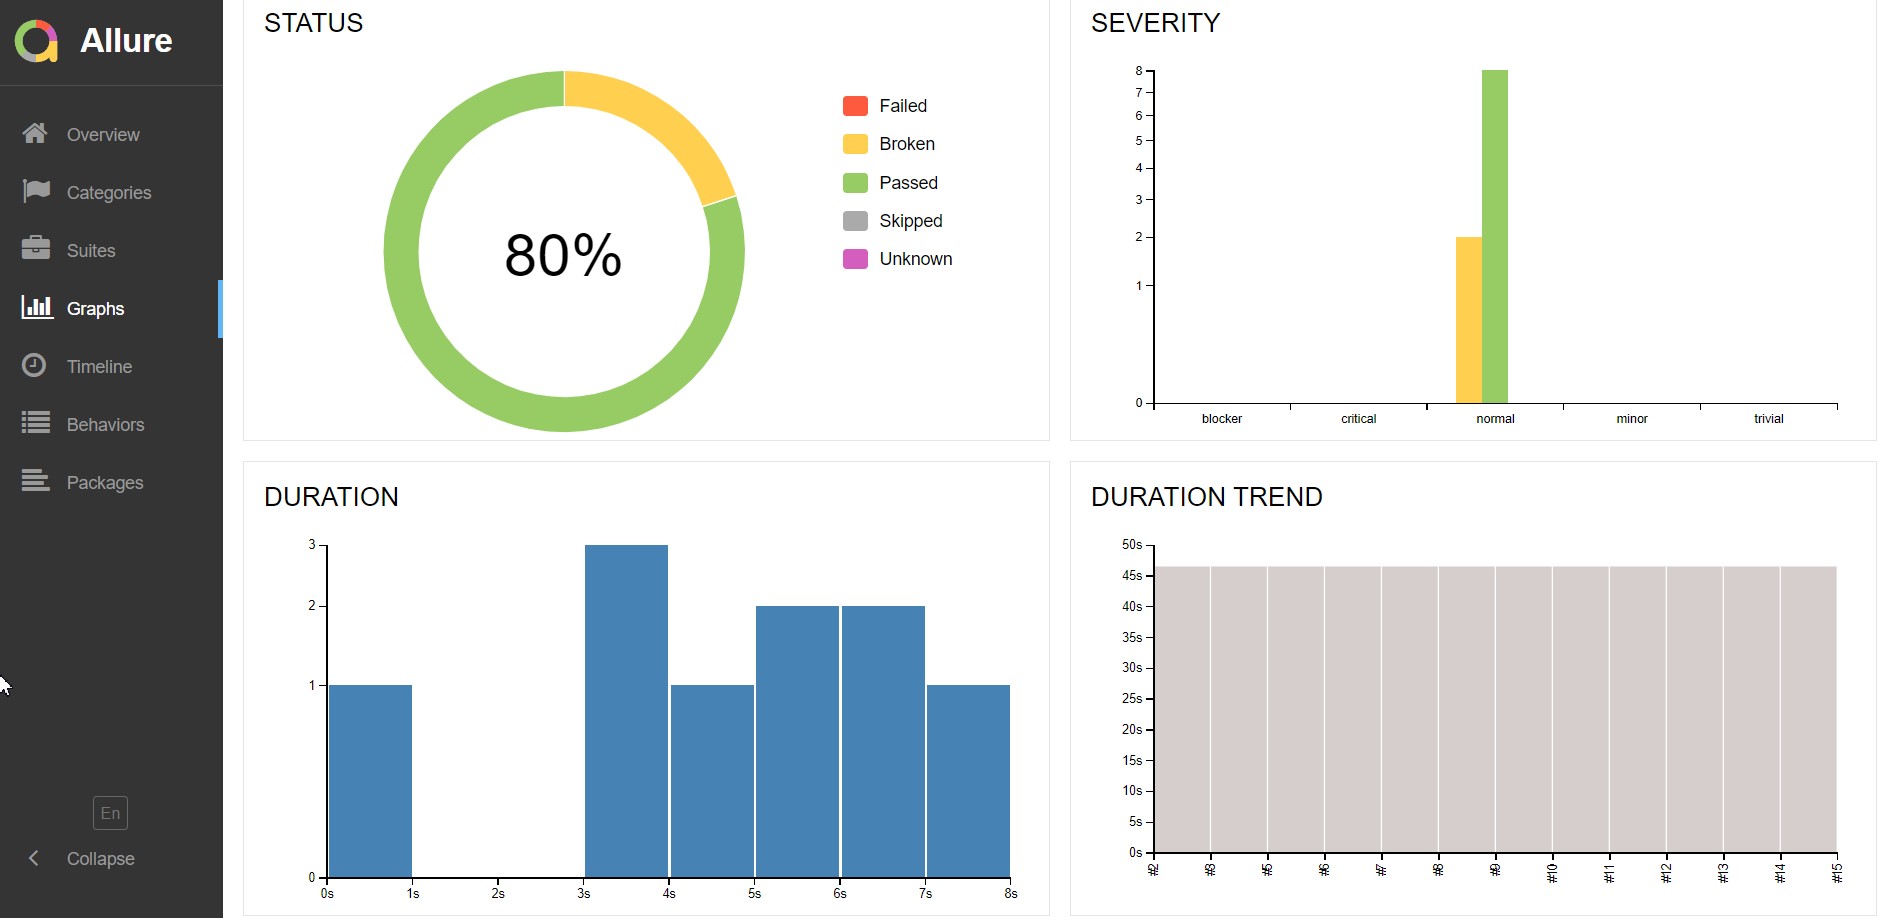 Allure
Overview
Categories
Suites
Graphs
Timeline
Behaviors
Packages
En
Collapse
STATUS
80%
Failed
Broken
Passed
Skipped
Unknown
SEVERITY
8
7
6
5
4
3
2
1
0
blocker critical normal minor trivial
DURATION
3
2
1
0
0s 1s 2s 3s 4s 5s 6s 7s 8s
DURATION TREND
50s
45s
40s
35s
30s
25s
20s
15s
10s
5s
0s
#2 #3 #5 #6 #7 #8 #9 #10 #11 #12 #13 #14 #15